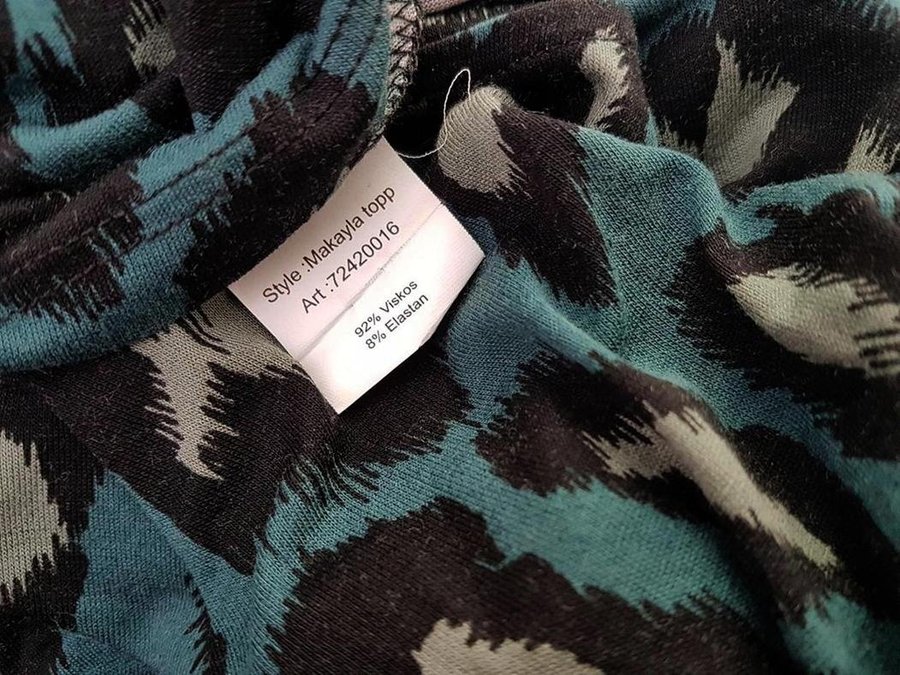 Style :Makayla topp
Art :72420016
92% Viskos
8% Elastan